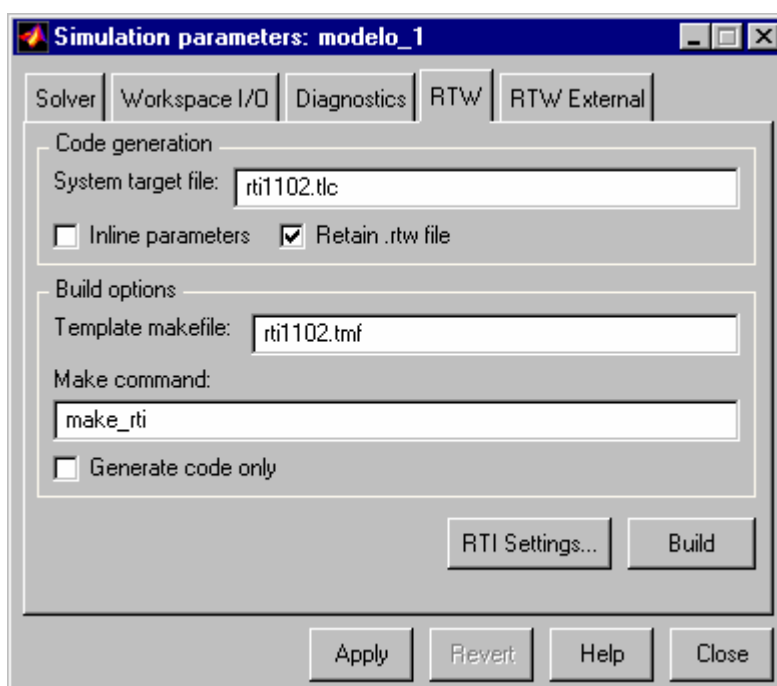 Simulation parameters: modelo_1
Solver Workspace I/O Diagnostics RTW RTW External
Code generation
System target file: rti1102.tlc
Inline parameters Retain .rtw file
Build options
Template makefile: rti1102.tmf
Make command:
make_rti
Generate code only
RTI Settings... Build
Apply Revert Help Close